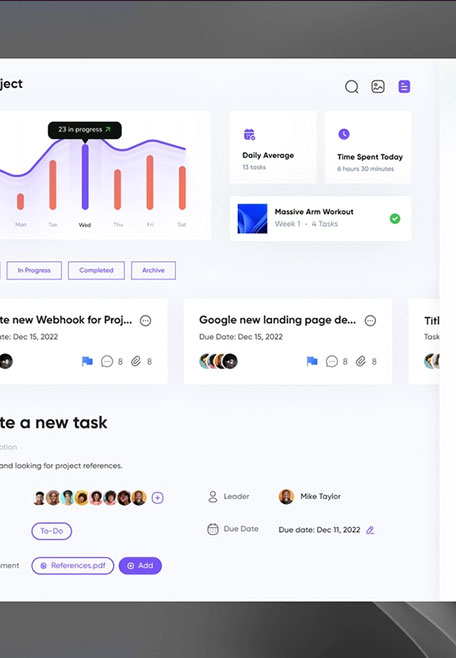 ject
23 in progress
Mon Tue Wed Thu Fri Sat
Daily Average
13 tasks
Time Spent Today
6 hours 30 minutes
Massive Arm Workout
Week 1 • 4 Tasks
In Progress
Completed
Archive
te new Webhook for Proj...
ate: Dec 15, 2022
8 8
Google new landing page de...
Due Date: Dec 15, 2022
+2
8 8
Titl
Task
te a new task
ption
and looking for project references.
Leader
Mike Taylor
To-Do
Due Date
Due date: Dec 11, 2022
nment
References.pdf
Add